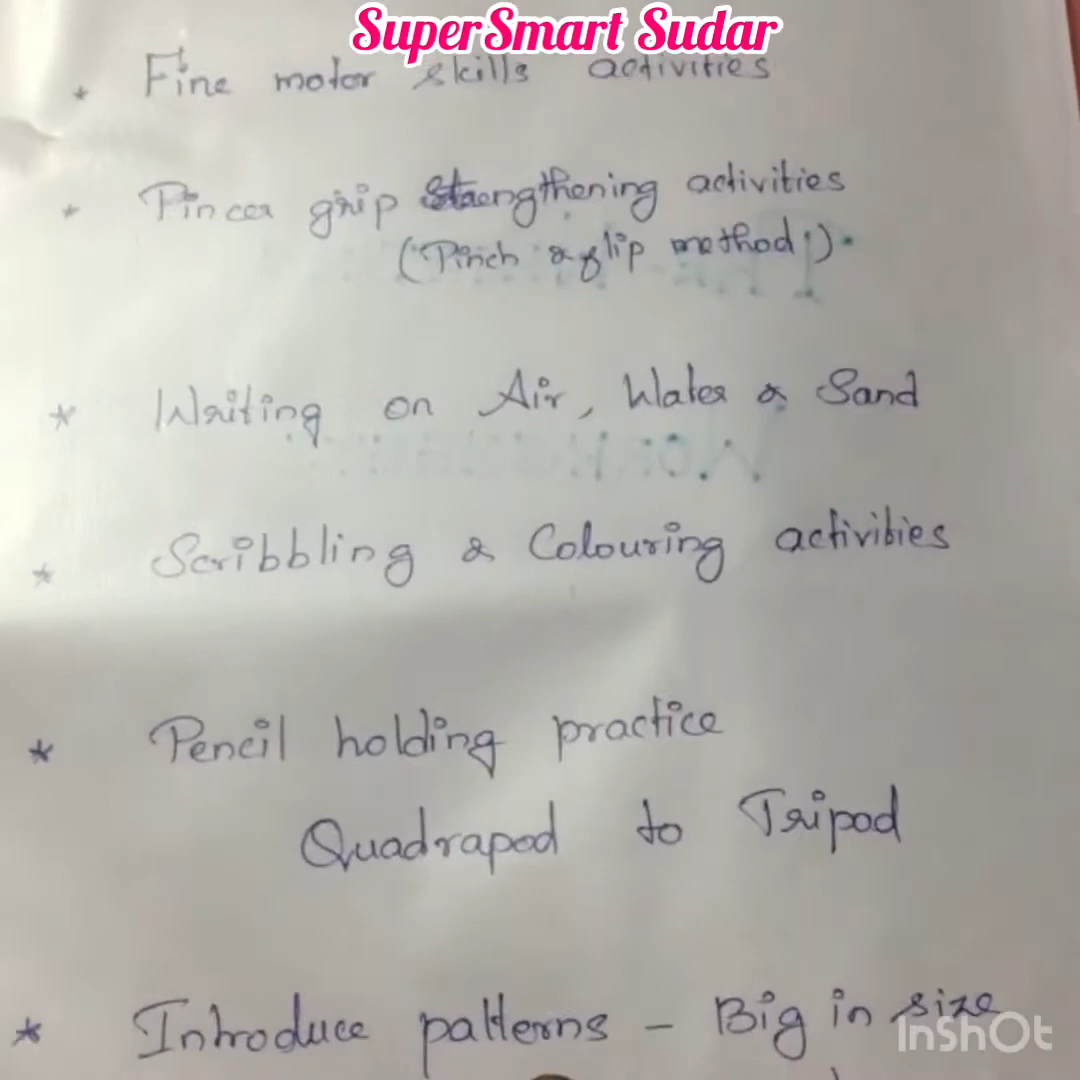 SuperSmart Sudar
* Fine motor skills activities
* Pincer grip strengthening activities
("Pinch & flip method")
* Writing on Air, Water & Sand
* Scribbling & Colouring activities
* Pencil holding practice
Quadrapod to Tripod
* Introduce patterns - Big in size
InShOt